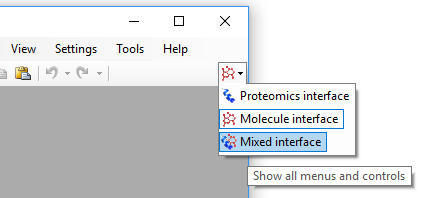 View Settings Tools Help
Proteomics interface
Molecule interface
Mixed interface
Show all menus and controls